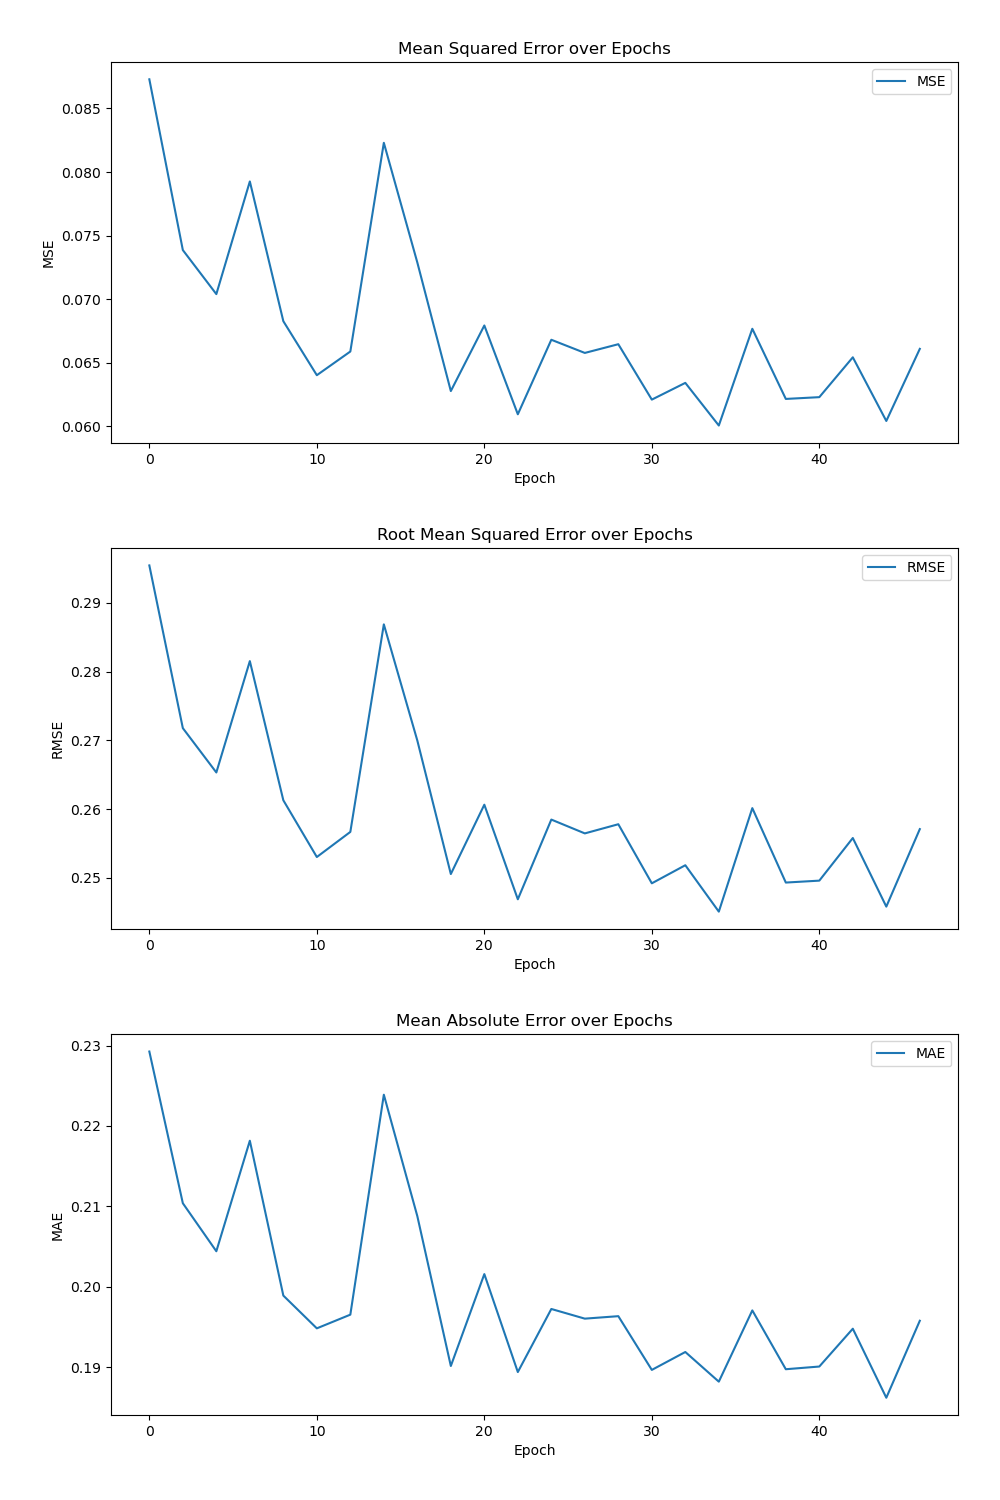 Mean Squared Error over Epochs
MSE
0.085
0.080
0.075
0.070
0.065
0.060
MSE
0 10 20 30 40
Epoch
Root Mean Squared Error over Epochs
RMSE
0.29
0.28
0.27
0.26
0.25
RMSE
0 10 20 30 40
Epoch
Mean Absolute Error over Epochs
MAE
0.23
0.22
0.21
0.20
0.19
MAE
0 10 20 30 40
Epoch